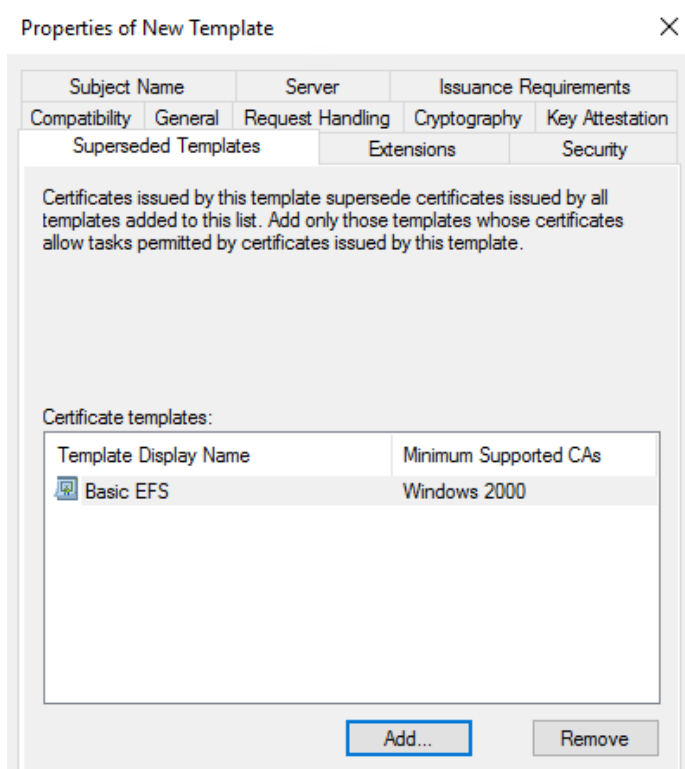 Properties of New Template
Subject Name Server Issuance Requirements
Compatibility General Request Handling Cryptography Key Attestation
Superseded Templates Extensions Security
Certificates issued by this template supersede certificates issued by all
templates added to this list. Add only those templates whose certificates
allow tasks permitted by certificates issued by this template.
Certificate templates:
Template Display Name Minimum Supported CAs
Basic EFS Windows 2000
Add... Remove